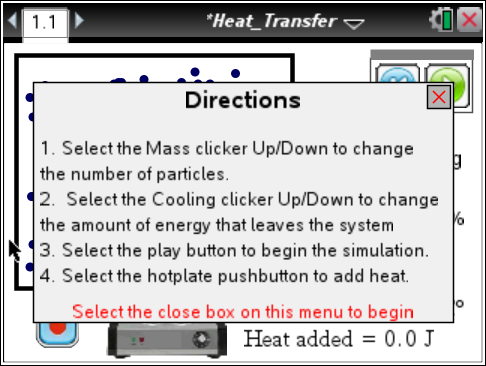 1.1
*Heat_Transfer
Directions
1. Select the Mass clicker Up/Down to change
the number of particles.
2. Select the Cooling clicker Up/Down to change
the amount of energy that leaves the system
3. Select the play button to begin the simulation.
4. Select the hotplate pushbutton to add heat.
Select the close box on this menu to begin
g
%
Heat added = 0.0 J